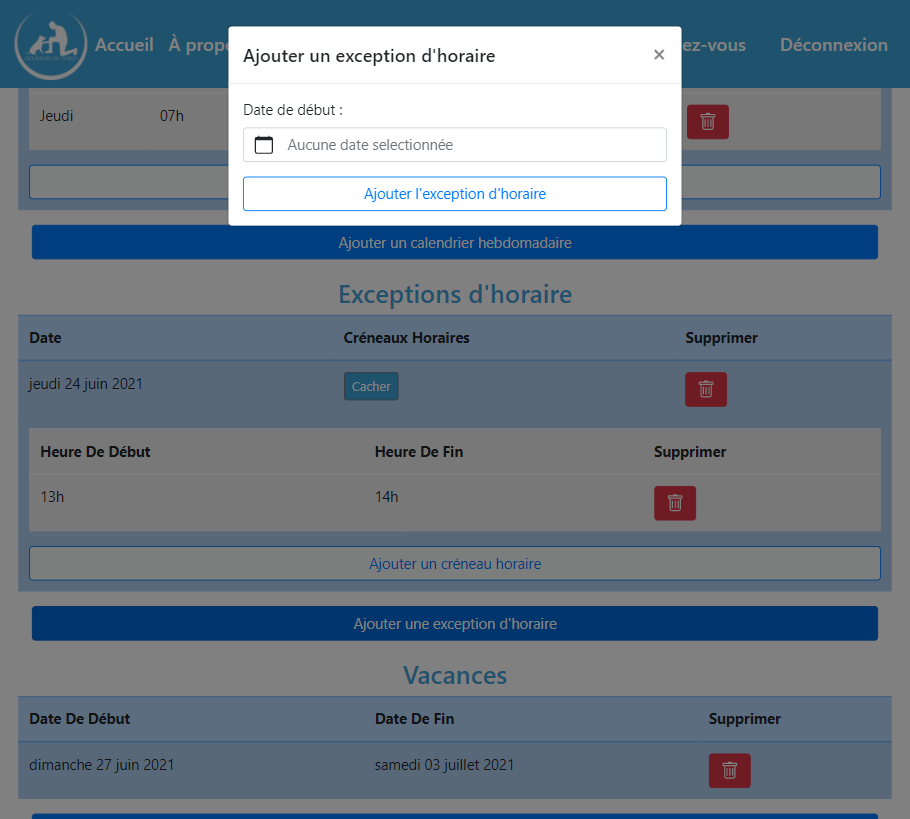 Accueil À prop ez-vous Déconnexion
Ajouter un exception d'horaire ×
Date de début :
Aucune date selectionnée
Ajouter l'exception d'horaire
Jeudi 07h
Ajouter un calendrier hebdomadaire
Exceptions d'horaire
Date Créneaux Horaires Supprimer
jeudi 24 juin 2021 Cacher
Heure De Début Heure De Fin Supprimer
13h 14h
Ajouter un créneau horaire
Ajouter une exception d'horaire
Vacances
Date De Début Date De Fin Supprimer
dimanche 27 juin 2021 samedi 03 juillet 2021